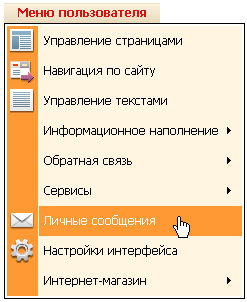 Меню пользователя
Управление страницами
Навигация по сайту
Управление текстами
Информационное наполнение
Обратная связь
Сервисы
Личные сообщения
Настройки интерфейса
Интернет-магазин